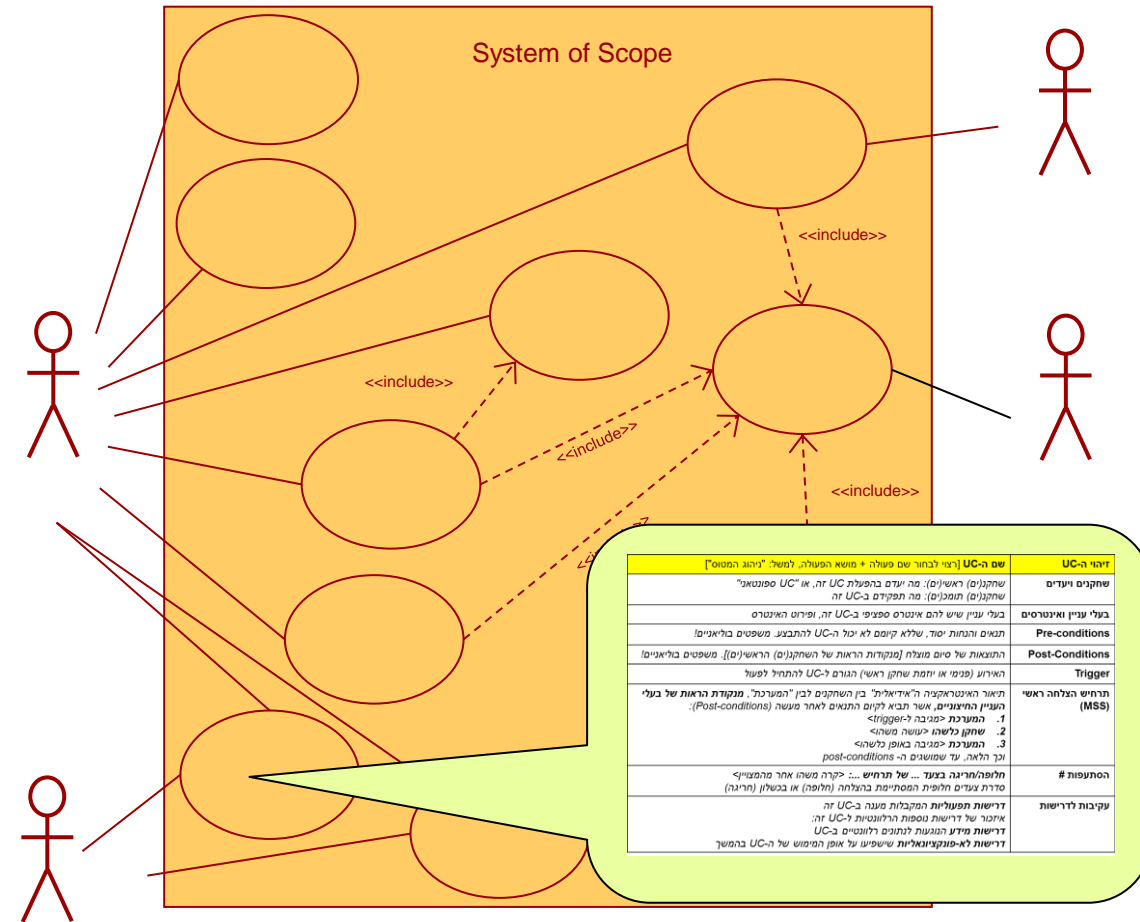 System of Scope
<<include>>
<<include>>
<<include>>
<<include>>
זיהוי ה-UC
שם ה-UC [רצוי לבחור שם פעולה + מושא הפעולה, למשל: "ניהוג המטוס"]
שחקנים ויעדים
שחקנ(ים) ראשי(ים): מה יעדם בהפעלת UC זה, או "UC ספונטאני"
שחקנ(ים) תומכ(ים): מה תפקידם ב-UC זה
בעלי עניין ואינטרסים
בעלי עניין שיש להם אינטרס ספציפי ב-UC זה, ופירוט האינטרס
Pre-conditions
תנאים והנחות יסוד, שללא קיומם לא יכול ה-UC להתבצע. משפטים בוליאניים!
Post-Conditions
התוצאות של סיום מוצלח [מנקודת הראות של השחקנ(ים) הראשי(ים)]. משפטים בוליאניים!
Trigger
האירוע (פנימי או יוזמת שחקן ראשי) הגורם ל-UC להתחיל לפעול
תרחיש הצלחה ראשי
(MSS)
תיאור האינטראקציה ה"אידיאלית" בין השחקנים לבין "המערכת", מנקודת הראות של בעלי
העניין החיצוניים, אשר תביא לקיום התנאים לאחר מעשה (Post-conditions):
1. המערכת <מגיבה ל-trigger>
2. שחקן כלשהו <עושה משהו>
3. המערכת <מגיבה באופן כלשהו>
וכך הלאה, עד שמושגים ה- post-conditions
הסתעפות #
חלופה/חריגה בצעד ... של תרחיש ...: <קרה משהו אחר מהמצויין>
סדרת צעדים חלופית המסתיימת בהצלחה (חלופה) או בכשלון (חריגה)
עקיבות לדרישות
דרישות תפעוליות המקבלות מענה ב-UC זה
איזכור של דרישות נוספות הרלוונטיות ל-UC זה:
דרישות מידע הנוגעות לנתונים רלוונטיים ב-UC
דרישות לא-פונקציונאליות שישפיעו על אופן המימוש של ה-UC בהמשך